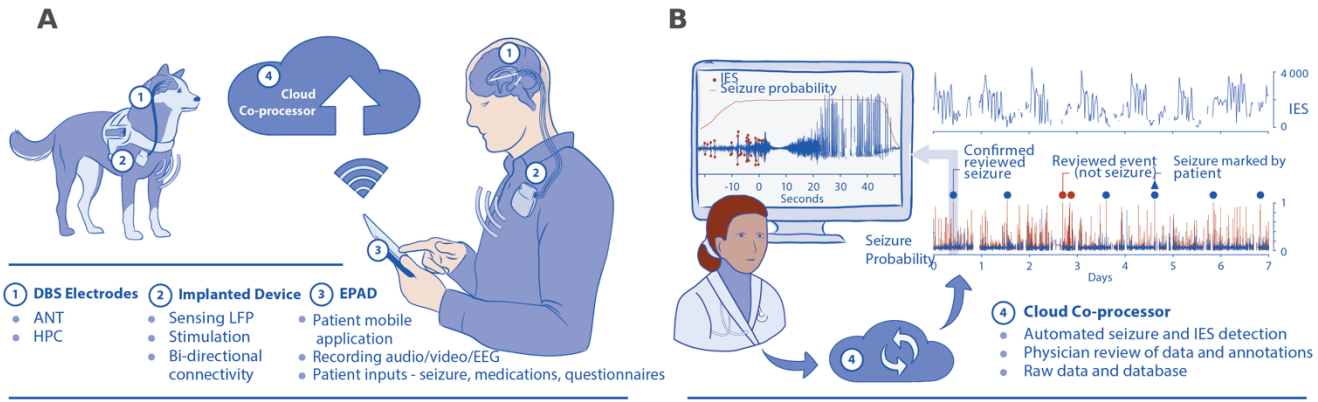 A
1
2
4
Cloud
Co-processor
1
2
3
1 DBS Electrodes
ANT
HPC
2 Implanted Device
Sensing LFP
Stimulation
Bi-directional
connectivity
3 EPAD
Patient mobile
application
Recording audio/video/EEG
Patient inputs - seizure, medications, questionnaires
B
IES
Seizure probability
-10 0 10 20 30 40
Seconds
4 000
IES
0
Confirmed
reviewed
seizure
Reviewed event
(not seizure)
Seizure marked by
patient
1
0
Seizure
Probability
0 1 2 3 4 5 6 7
Days
4
4 Cloud Co-processor
Automated seizure and IES detection
Physician review of data and annotations
Raw data and database